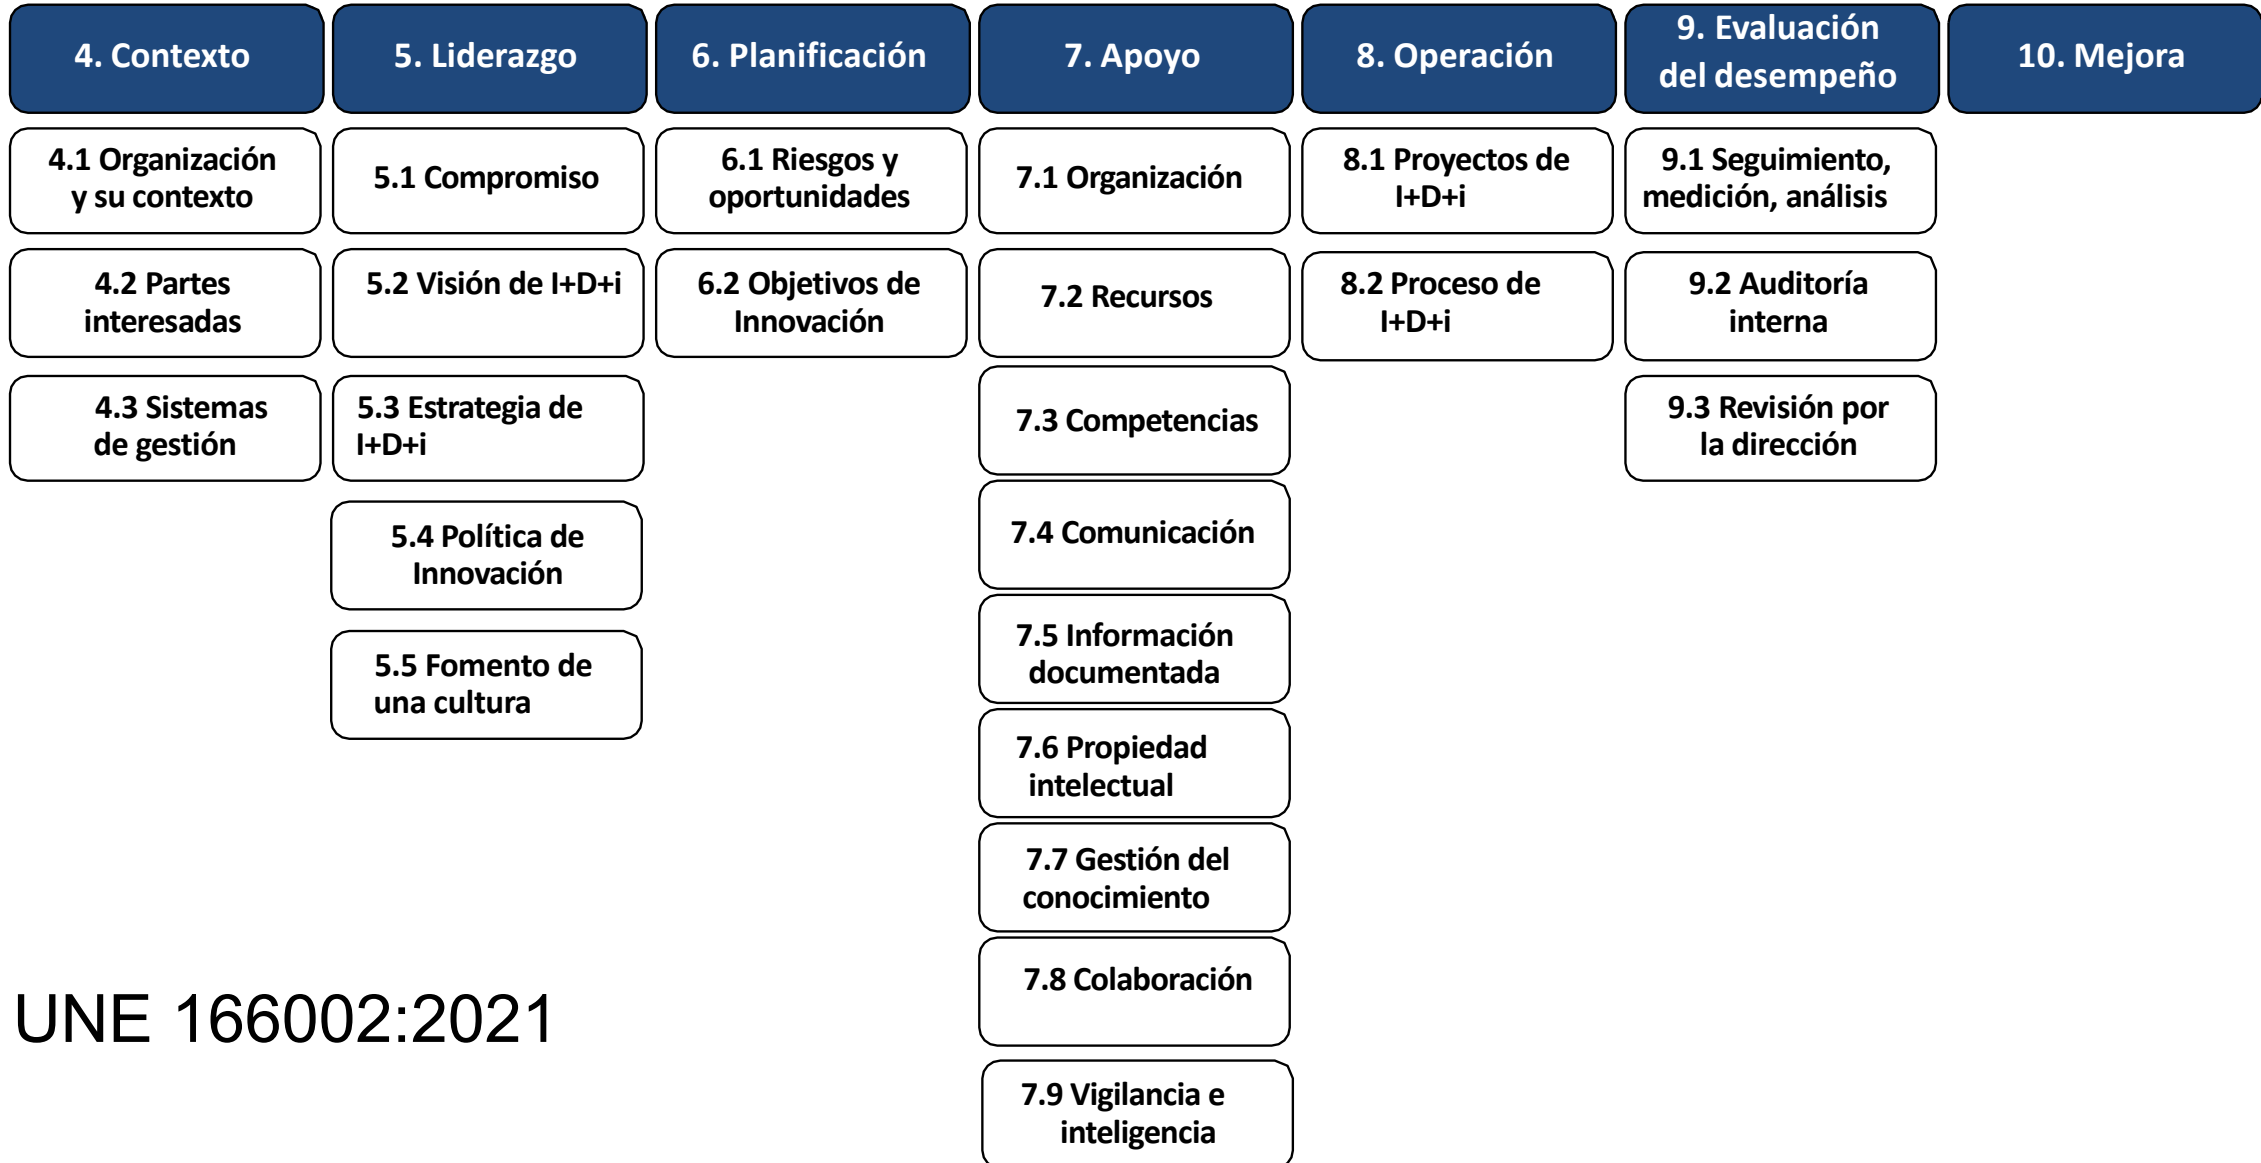 4. Contexto
5. Liderazgo
6. Planificación
7. Apoyo
8. Operación
9. Evaluación
del desempeño
10. Mejora
4.1 Organización
y su contexto
5.1 Compromiso
6.1 Riesgos y
oportunidades
7.1 Organización
8.1 Proyectos de
I+D+i
9.1 Seguimiento,
medición, análisis
4.2 Partes
interesadas
5.2 Visión de I+D+i
6.2 Objetivos de
Innovación
7.2 Recursos
8.2 Proceso de
I+D+i
9.2 Auditoría
interna
4.3 Sistemas
de gestión
5.3 Estrategia de
I+D+i
7.3 Competencias
9.3 Revisión por
la dirección
5.4 Política de
Innovación
7.4 Comunicación
5.5 Fomento de
una cultura
7.5 Información
documentada
7.6 Propiedad
intelectual
7.7 Gestión del
conocimiento
7.8 Colaboración
UNE 166002:2021
7.9 Vigilancia e
inteligencia